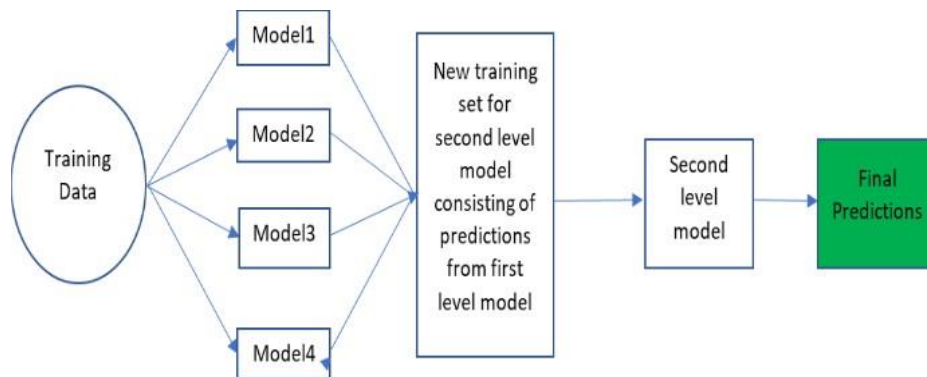 Training
Data
Model1
Model2
Model3
Model4
New training
set for
second level
model
consisting of
predictions
from first
level model
Second
level
model
Final
Predictions